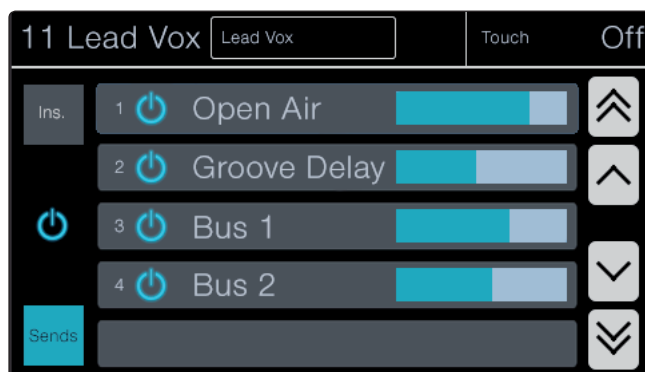 11 Lead Vox Lead Vox Touch Off
Ins. 1 Open Air
2 Groove Delay
3 Bus 1
4 Bus 2
Sends